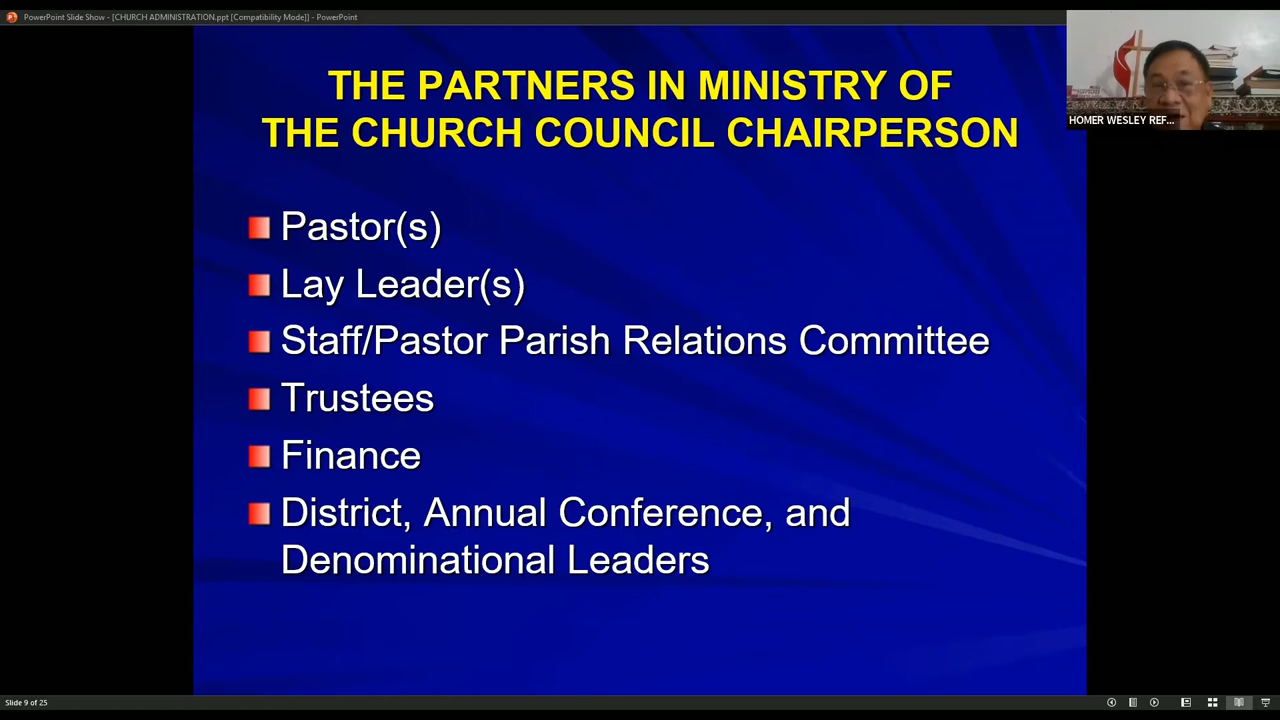 PowerPoint Slide Show - [CHURCH ADMINISTRATION.ppt [Compatibility Mode]] - PowerPoint
THE PARTNERS IN MINISTRY OF
THE CHURCH COUNCIL CHAIRPERSON
HOMER WESLEY REF...
Pastor(s)
Lay Leader(s)
Staff/Pastor Parish Relations Committee
Trustees
Finance
District, Annual Conference, and
Denominational Leaders
Slide 9 of 25